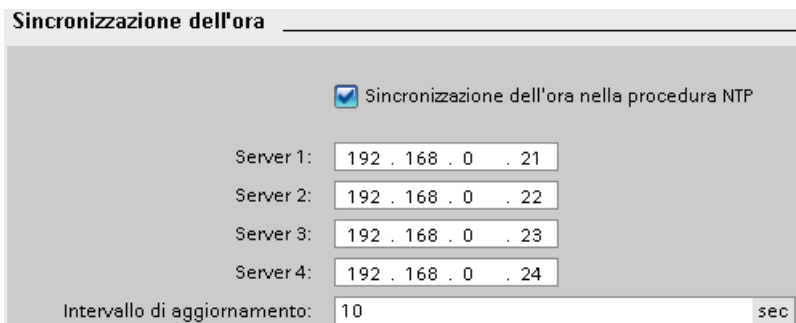 Sincronizzazione dell'ora
Sincronizzazione dell'ora nella procedura NTP
Server 1: 192 . 168 . 0 . 21
Server 2: 192 . 168 . 0 . 22
Server 3: 192 . 168 . 0 . 23
Server 4: 192 . 168 . 0 . 24
Intervallo di aggiornamento: 10 sec